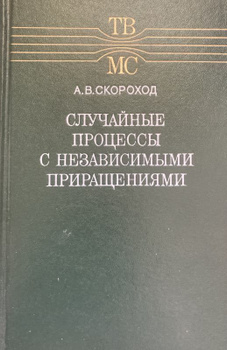 ТВ
МС
А.В.СКОРОХОД
СЛУЧАЙНЫЕ
ПРОЦЕССЫ
С НЕЗАВИСИМЫМИ
ПРИРАЩЕНИЯМИ